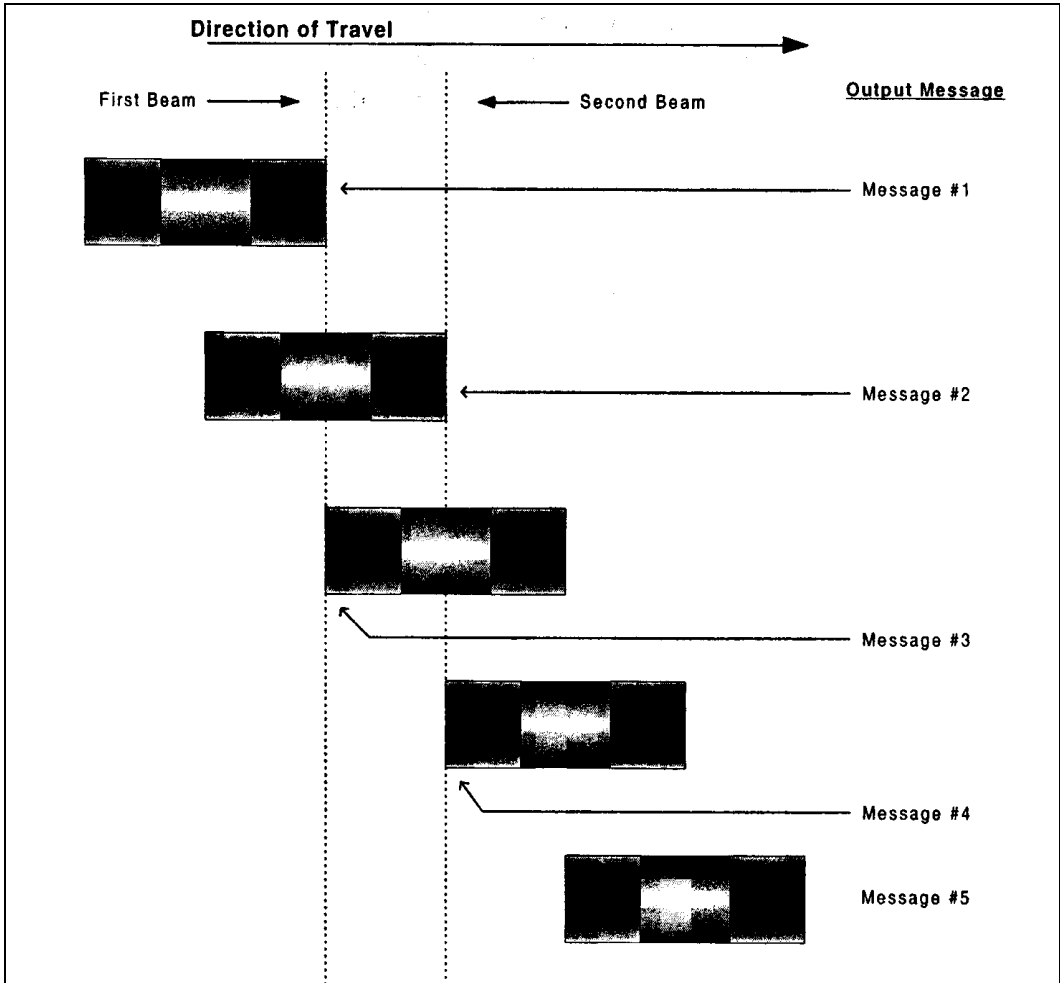 Direction of Travel
First Beam
Second Beam
Output Message
Message #1
Message #2
Message #3
Message #4
Message #5